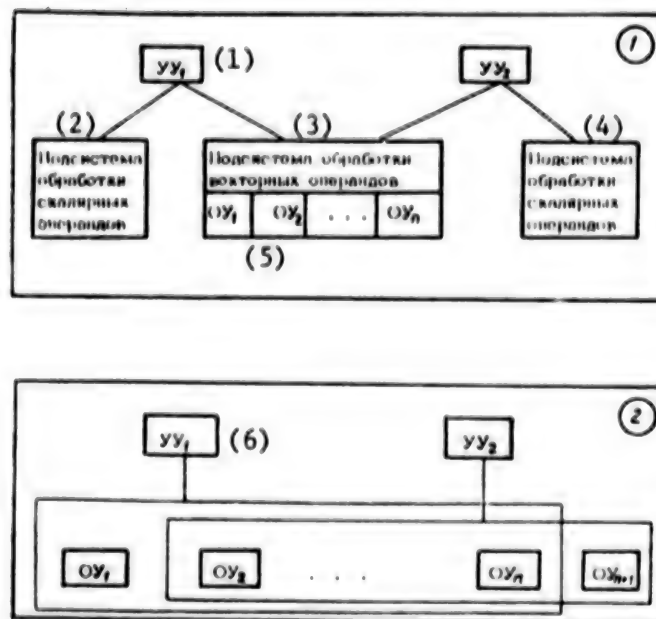 1
УУ₁ (1) УУ₂
(2) (3) (4)
Подсистема обработки скалярных операндов
Подсистема обработки векторных операндов
Подсистема обработки скалярных операндов
ОУ₁ ОУ₂ . . . ОУₙ
(5)
2
УУ₁ (6) УУ₂
ОУ₁ ОУ₂ . . . ОУₙ ОУₙ₊₁